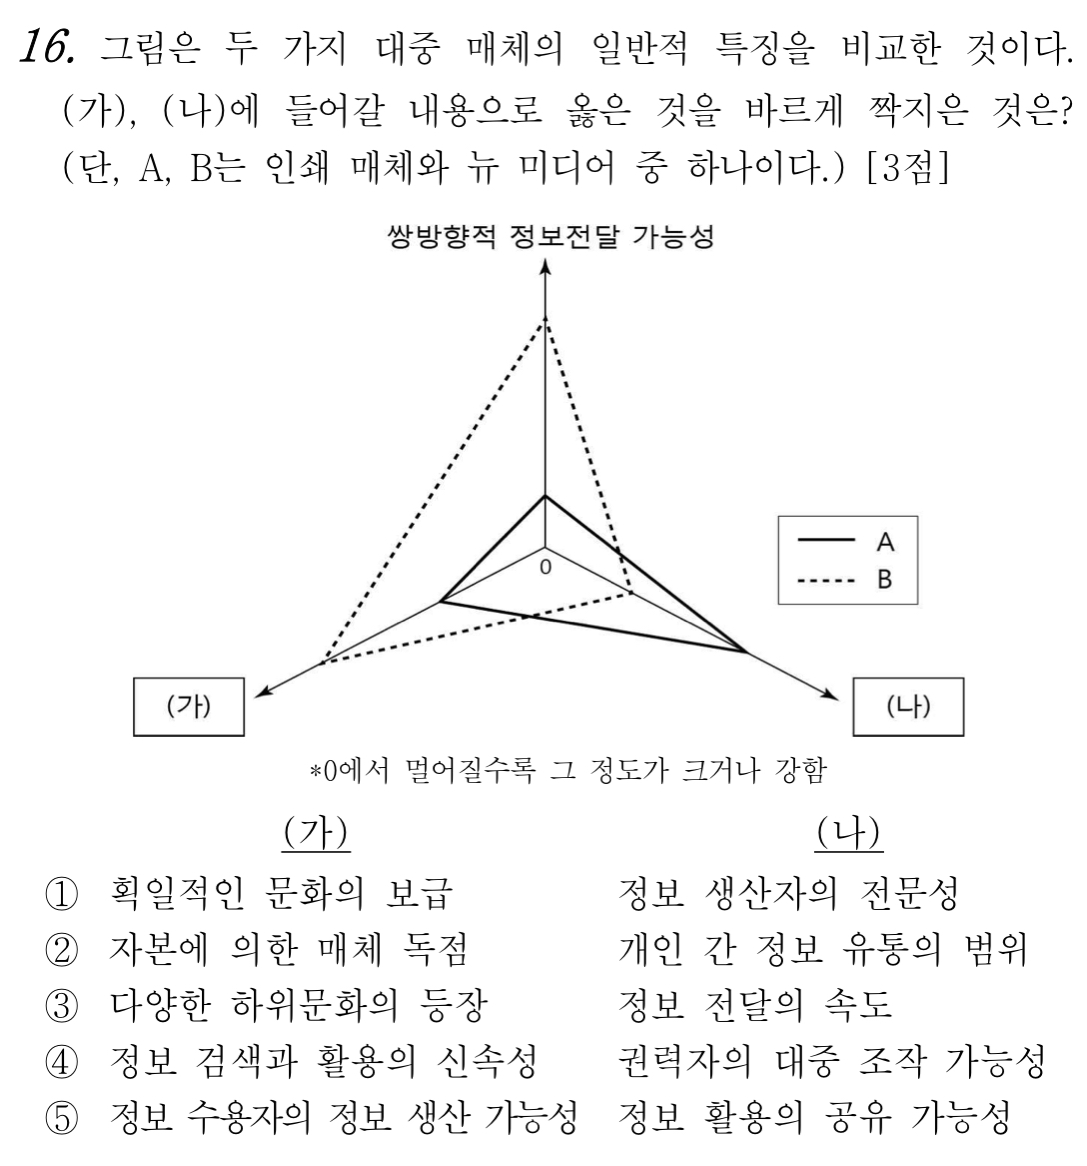 16. 그림은 두 가지 대중 매체의 일반적 특징을 비교한 것이다.
(가), (나)에 들어갈 내용으로 옳은 것을 바르게 짝지은 것은?
(단, A, B는 인쇄 매체와 뉴 미디어 중 하나이다.) [3점]
쌍방향적 정보전달 가능성
A
0
B
(가)
(나)
*0에서 멀어질수록 그 정도가 크거나 강함
(가) (나)
① 획일적인 문화의 보급 정보 생산자의 전문성
② 자본에 의한 매체 독점 개인 간 정보 유통의 범위
③ 다양한 하위문화의 등장 정보 전달의 속도
④ 정보 검색과 활용의 신속성 권력자의 대중 조작 가능성
⑤ 정보 수용자의 정보 생산 가능성 정보 활용의 공유 가능성